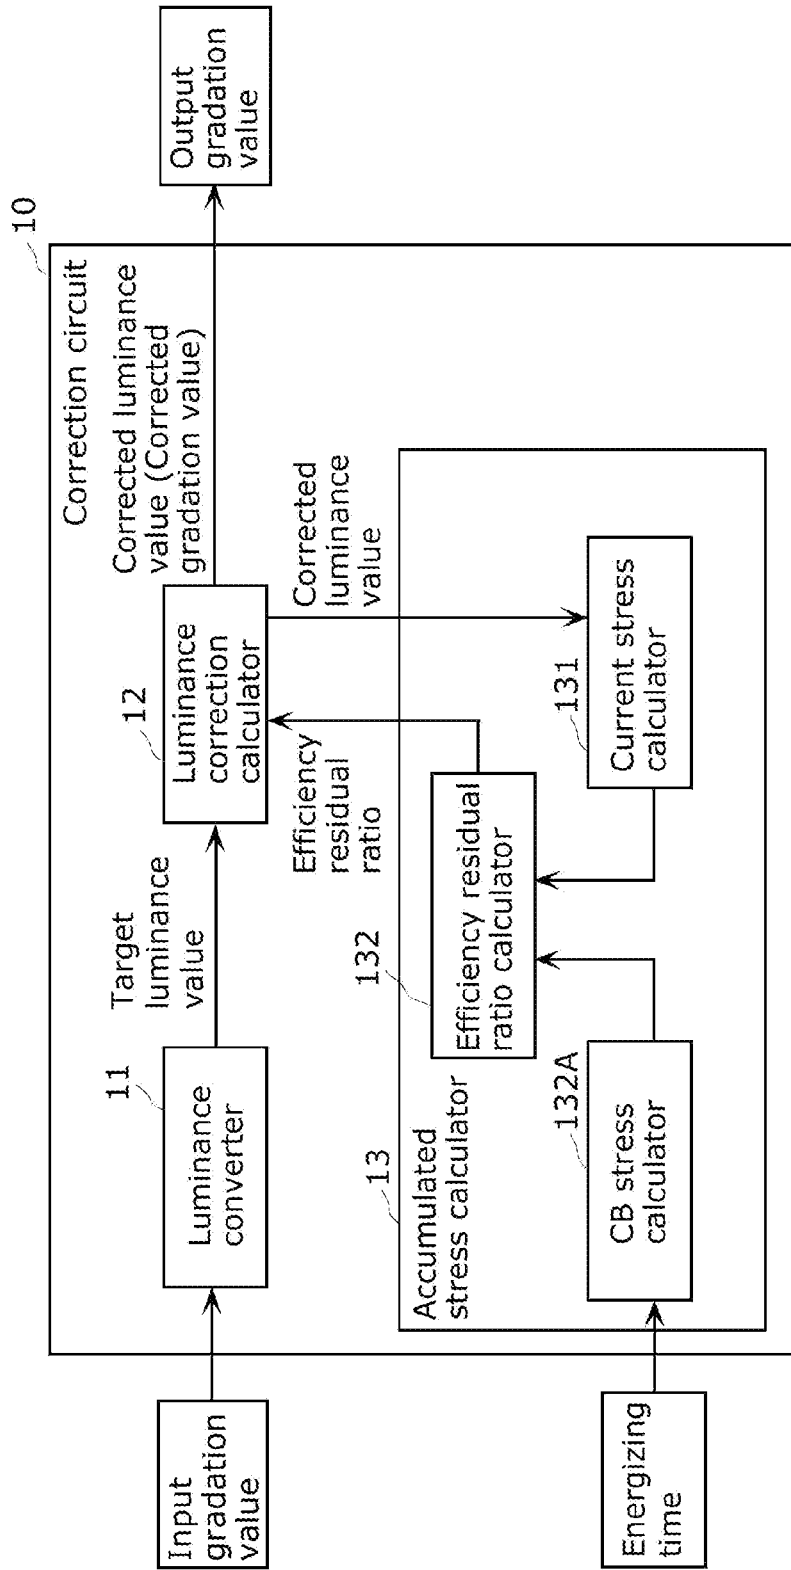 10
Correction circuit
Input
gradation
value
11
Luminance
converter
Target
luminance
value
12
Luminance
correction
calculator
Corrected luminance
value (Corrected
gradation value)
Output
gradation
value
Efficiency
residual
ratio
Corrected
luminance
value
13
Accumulated
stress calculator
132
Efficiency residual
ratio calculator
132A
CB stress
calculator
131
Current stress
calculator
Energizing
time